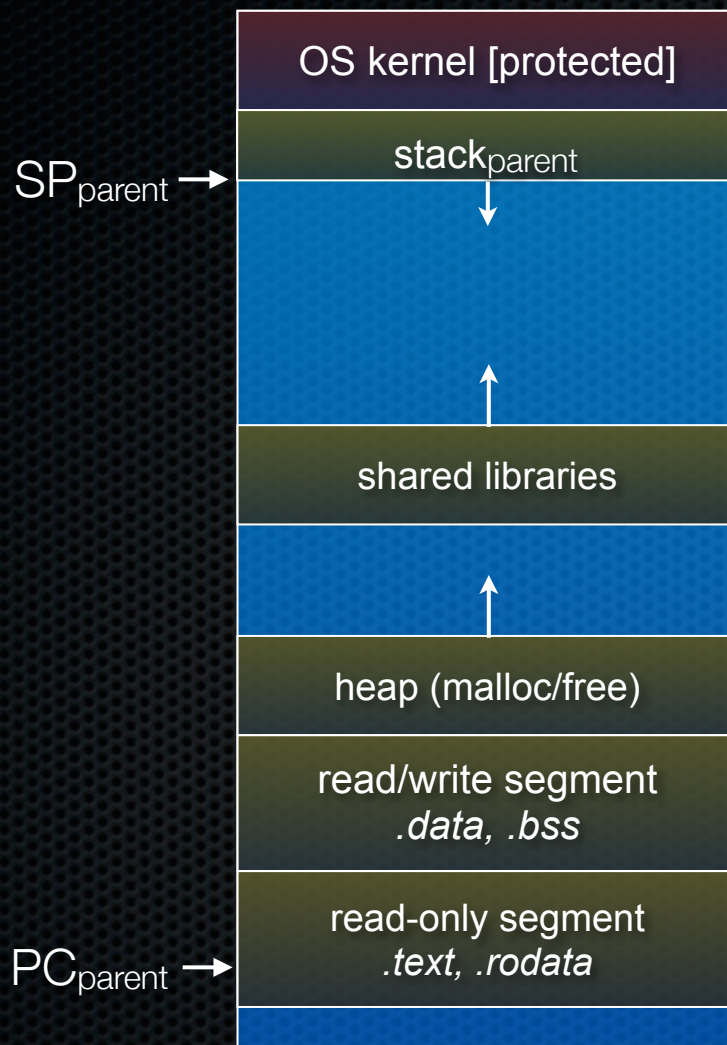 OS kernel [protected]
stackparent
SPparent
shared libraries
heap (malloc/free)
read/write segment
.data, .bss
read-only segment
.text, .rodata
PCparent